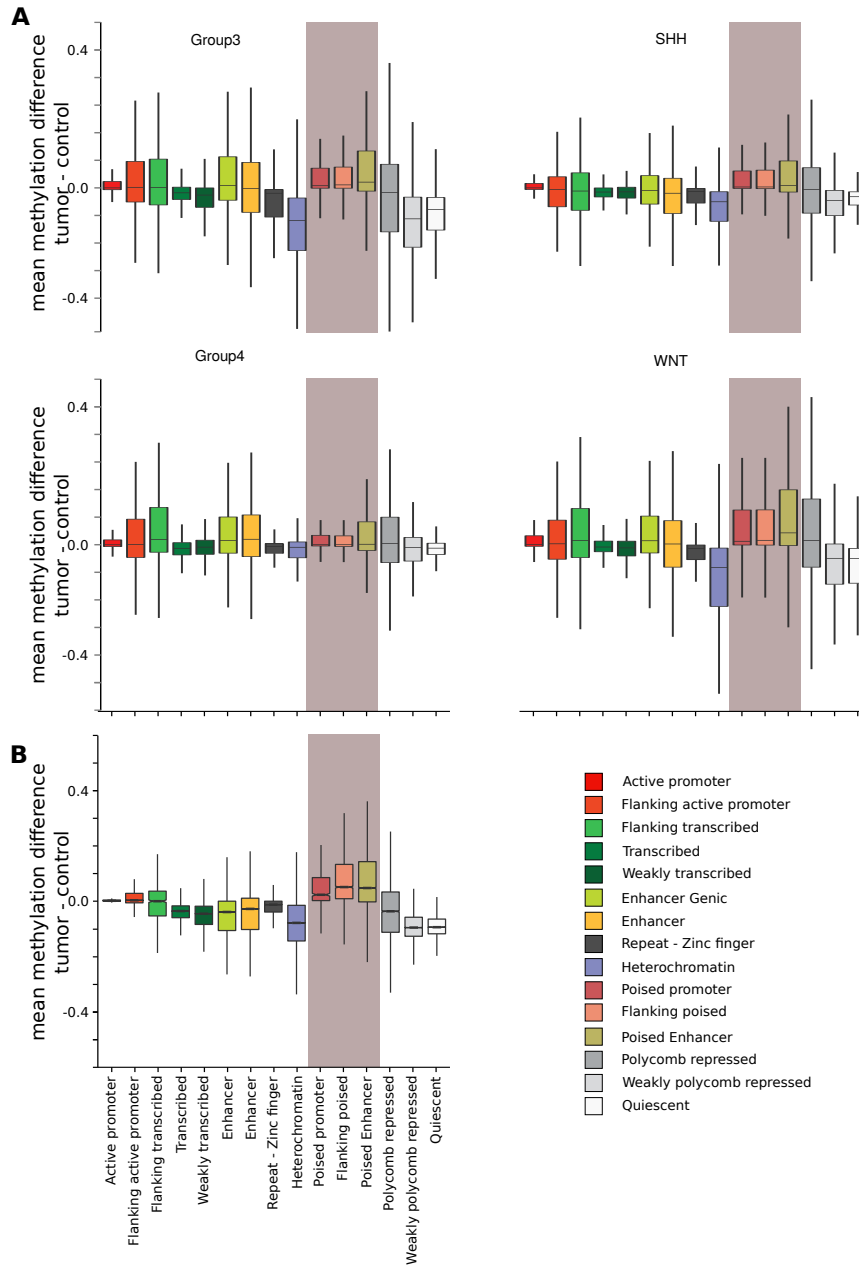 A
Group3
SHH
mean methylation difference
tumor - control
0.4
0.0
-0.4
Group4
WNT
mean methylation difference
tumor - control
0.4
0.0
-0.4
B
mean methylation difference
tumor - control
0.4
0.0
-0.4
Active promoter
Flanking active promoter
Flanking transcribed
Transcribed
Weakly transcribed
Enhancer
Enhancer
Repeat - Zinc finger
Heterochromatin
Poised promoter
Flanking poised
Poised Enhancer
Polycomb repressed
Weakly polycomb repressed
Quiescent
Active promoter
Flanking active promoter
Flanking transcribed
Transcribed
Weakly transcribed
Enhancer Genic
Enhancer
Repeat - Zinc finger
Heterochromatin
Poised promoter
Flanking poised
Poised Enhancer
Polycomb repressed
Weakly polycomb repressed
Quiescent